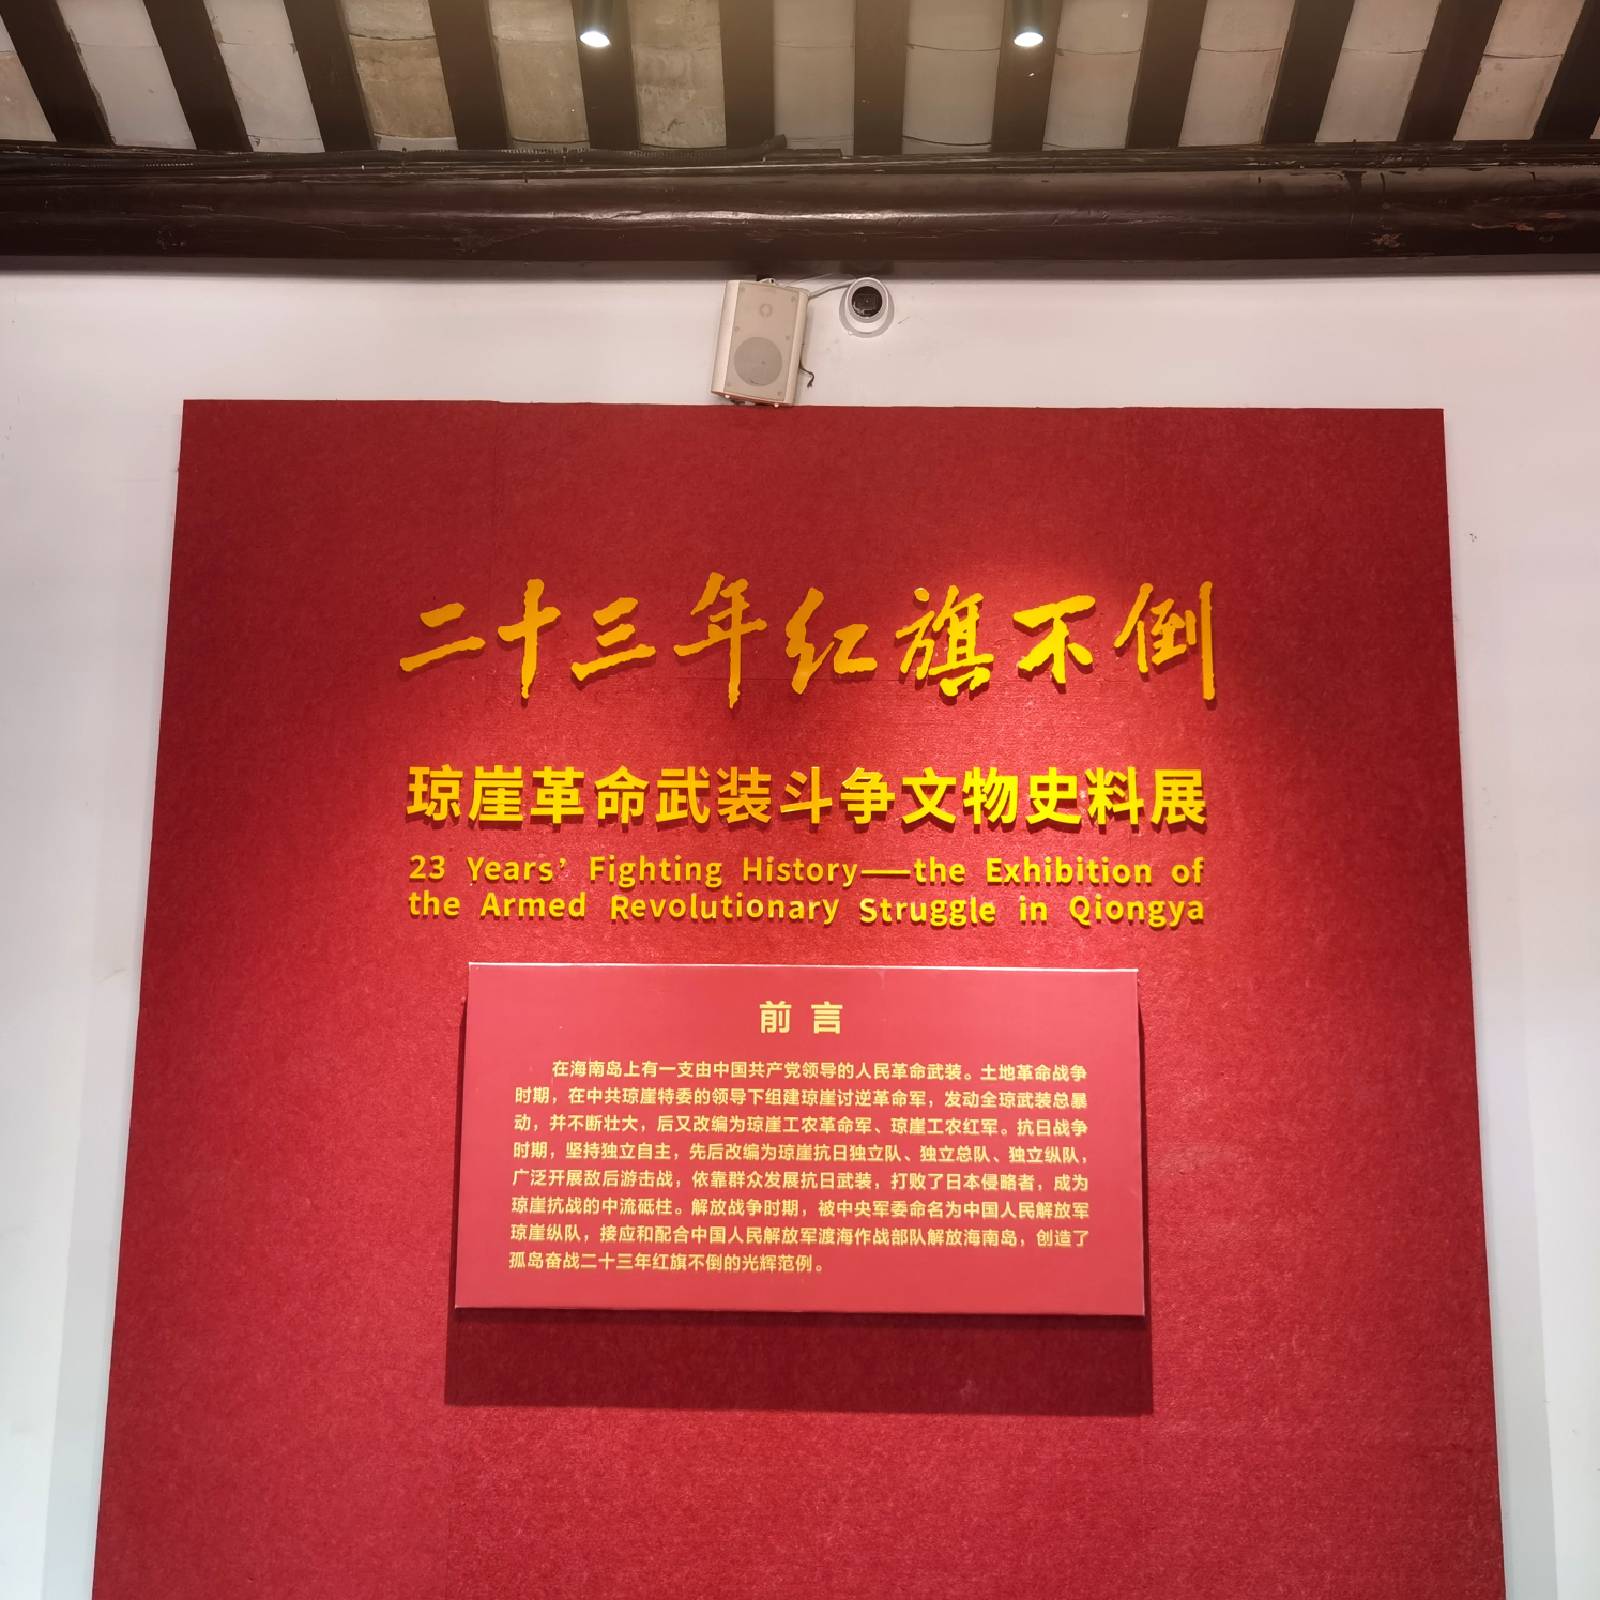 二十三年红旗不倒
琼崖革命武装斗争文物史料展
23 Years’ Fighting History——the Exhibition of
the Armed Revolutionary Struggle in Qiongya
前言
在海南岛上有一支由中国共产党领导的人民革命武装。土地革命战争
时期，在中共琼崖特委的领导下组建琼崖讨逆革命军，发动全琼武装总暴
动，并不断壮大，后又改编为琼崖工农革命军、琼崖工农红军。抗日战争
时期，坚持独立自主，先后改编为琼崖抗日独立队、独立总队、独立纵队，
广泛开展敌后游击战，依靠群众发展抗日武装，打败了日本侵略者，成为
琼崖抗战的中流砥柱。解放战争时期，被中央军委命名为中国人民解放军
琼崖纵队，接应和配合中国人民解放军渡海作战部队解放海南岛，创造了
孤岛奋战二十三年红旗不倒的光辉范例。